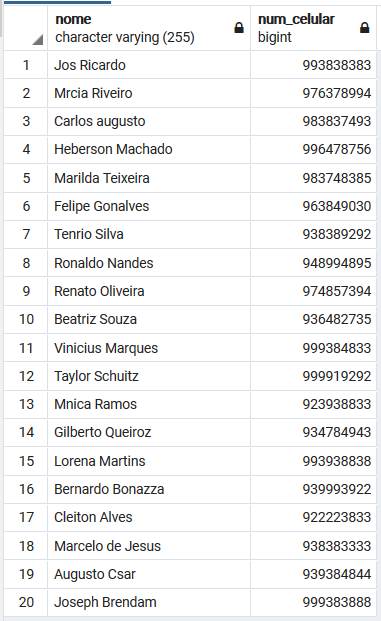 nome num_celular
character varying (255) bigint
1 Jos Ricardo 993838383
2 Mrcia Riveiro 976378994
3 Carlos augusto 983837493
4 Heberson Machado 996478756
5 Marilda Teixeira 983748385
6 Felipe Gonalves 963849030
7 Tenrio Silva 938389292
8 Ronaldo Nandes 948994895
9 Renato Oliveira 974857394
10 Beatriz Souza 936482735
11 Vinicius Marques 999384833
12 Taylor Schuitz 999919292
13 Mnica Ramos 923938833
14 Gilberto Queiroz 934784943
15 Lorena Martins 993938838
16 Bernardo Bonazza 939993922
17 Cleiton Alves 922223833
18 Marcelo de Jesus 938383333
19 Augusto Csar 939384844
20 Joseph Brendam 999383888